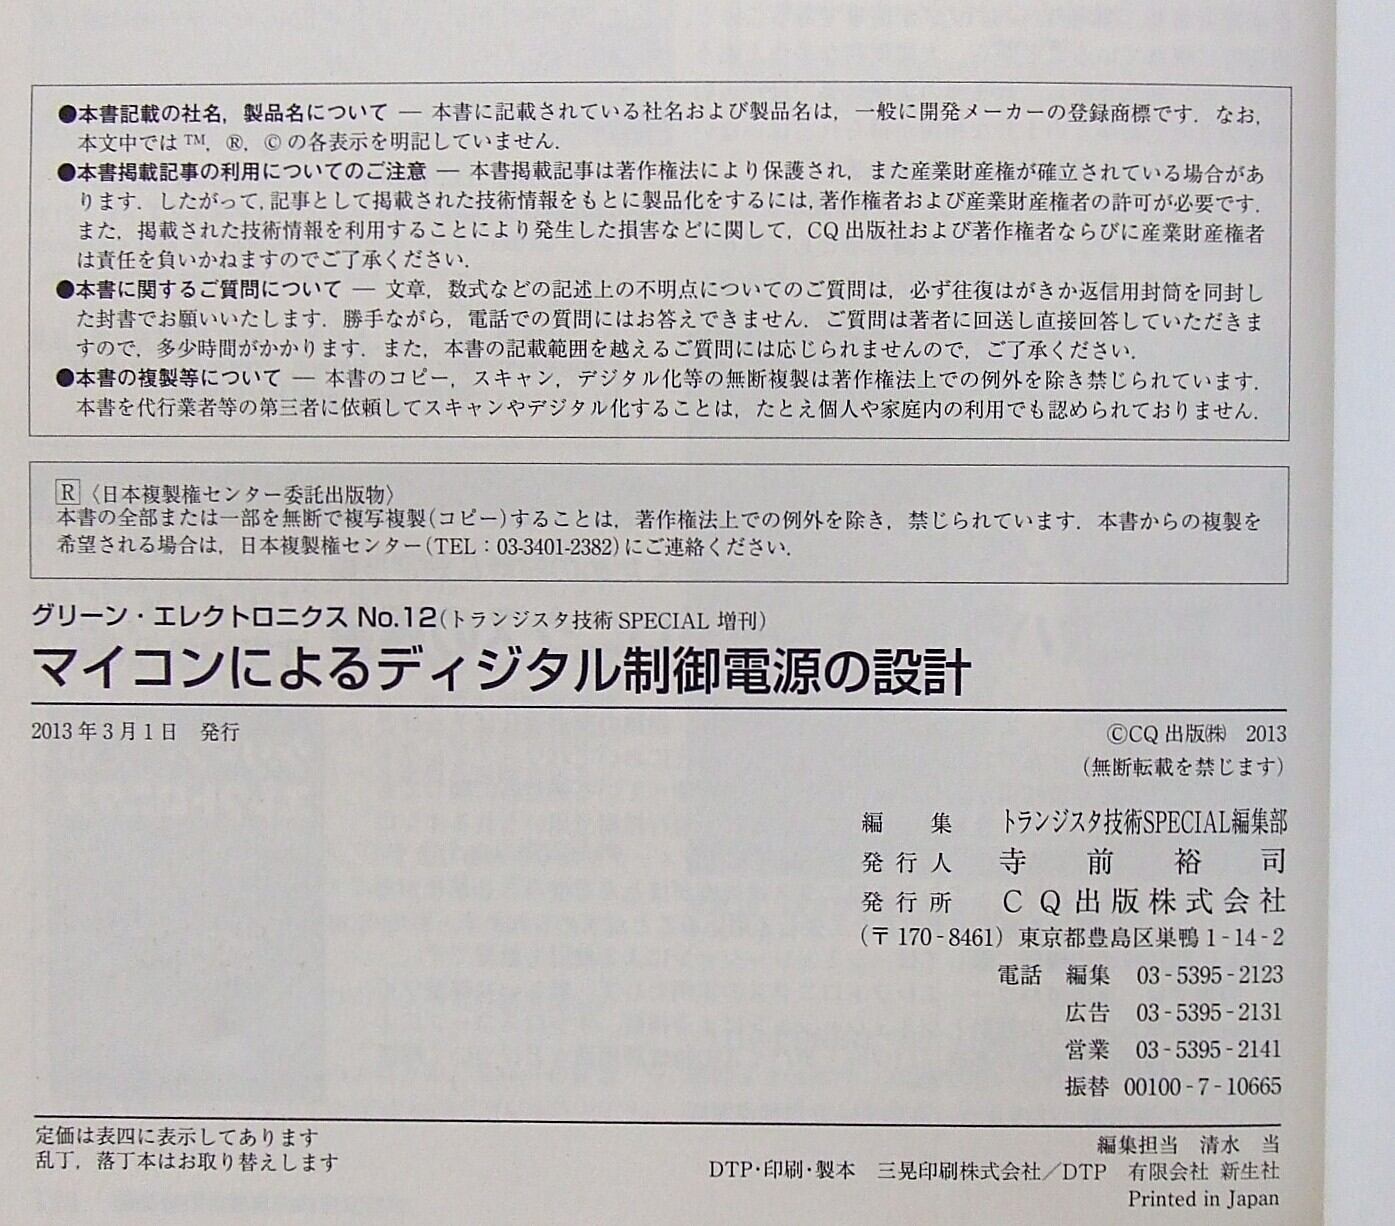 ●本書記載の社名，製品名について ― 本書に記載されている社名および製品名は，一般に開発メーカーの登録商標です．なお，
本文中では™，®，©の各表示を明記していません．
●本書掲載記事の利用についてのご注意 ― 本書掲載記事は著作権法により保護され，また産業財産権が確立されている場合があ
ります．したがって，記事として掲載された技術情報をもとに製品化をするには，著作権者および産業財産権者の許可が必要です．
また，掲載された技術情報を利用することにより発生した損害などに関して，CQ出版社および著作権者ならびに産業財産権者
は責任を負いかねますのでご了承ください．
●本書に関するご質問について ― 文章，数式などの記述上の不明点についてのご質問は，必ず往復はがきか返信用封筒を同封し
た封書でお願いいたします．勝手ながら，電話での質問にはお答えできません．ご質問は著者に回送し直接回答していただきま
すので，多少時間がかかります．また，本書の記載範囲を越えるご質問には応じられませんので，ご了承ください．
●本書の複製等について ― 本書のコピー，スキャン，デジタル化等の無断複製は著作権法上での例外を除き禁じられています．
本書を代行業者等の第三者に依頼してスキャンやデジタル化することは，たとえ個人や家庭内の利用でも認められておりません．
R〈日本複製権センター委託出版物〉
本書の全部または一部を無断で複写複製（コピー）することは，著作権法上での例外を除き，禁じられています．本書からの複製を
希望される場合は，日本複製権センター（TEL：03-3401-2382）にご連絡ください．
グリーン・エレクトロニクス No.12（トランジスタ技術SPECIAL 増刊）
マイコンによるディジタル制御電源の設計
2013年3月1日　発行
©CQ出版㈱　2013
（無断転載を禁じます）
編　集　トランジスタ技術SPECIAL編集部
発行人　寺前裕司
発行所　CQ出版株式会社
（〒170-8461）東京都豊島区巣鴨1-14-2
電話　編集　03-5395-2123
広告　03-5395-2131
営業　03-5395-2141
振替　00100-7-10665
定価は表四に表示してあります
乱丁，落丁本はお取り替えします
編集担当　清水　当
DTP・印刷・製本　三晃印刷株式会社／DTP　有限会社 新生社
Printed in Japan